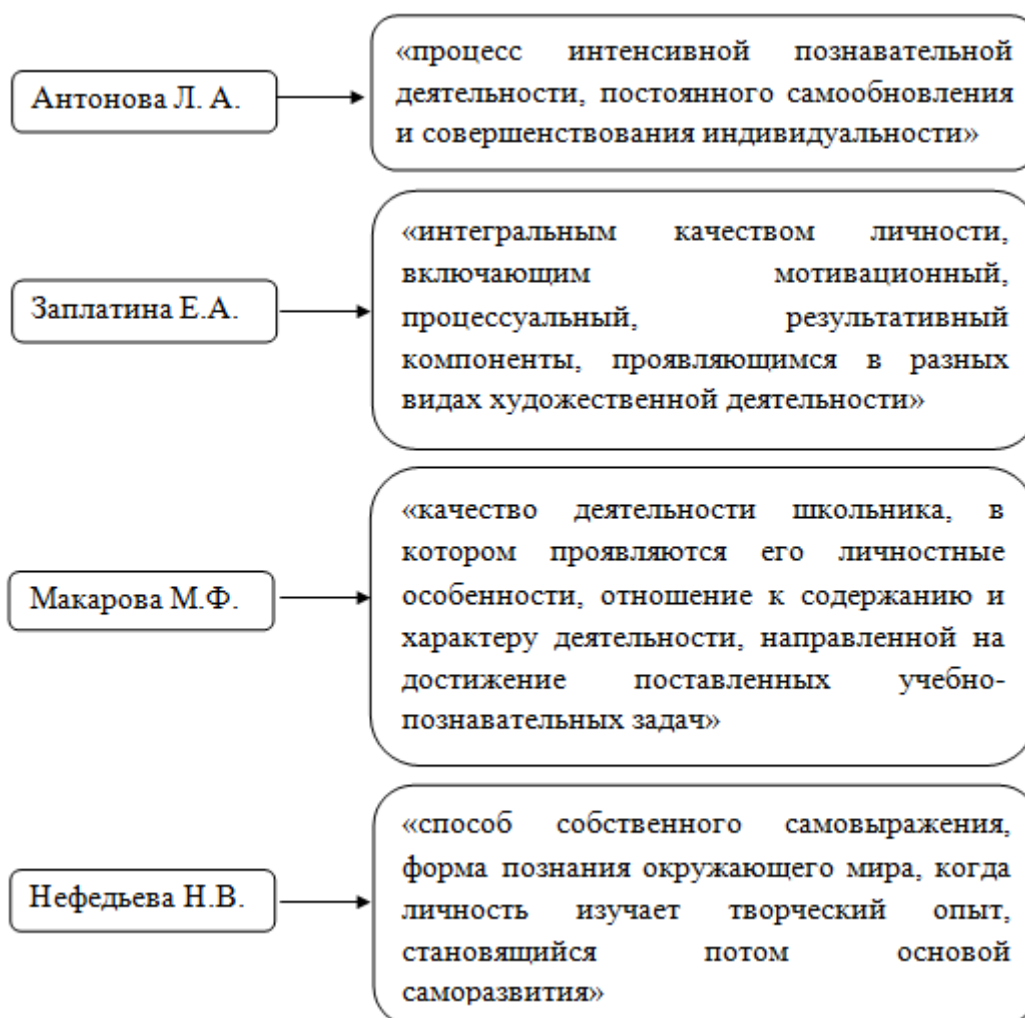 Антонова Л. А.
«процесс интенсивной познавательной
деятельности, постоянного самообновления
и совершенствования индивидуальности»
Заплатина Е.А.
«интегральным качеством личности,
включающим мотивационный,
процессуальный, результативный
компоненты, проявляющимся в разных
видах художественной деятельности»
Макарова М.Ф.
«качество деятельности школьника, в
котором проявляются его личностные
особенности, отношение к содержанию и
характеру деятельности, направленной на
достижение поставленных учебно-
познавательных задач»
Нефедьева Н.В.
«способ собственного самовыражения,
форма познания окружающего мира, когда
личность изучает творческий опыт,
становящийся потом основой
саморазвития»